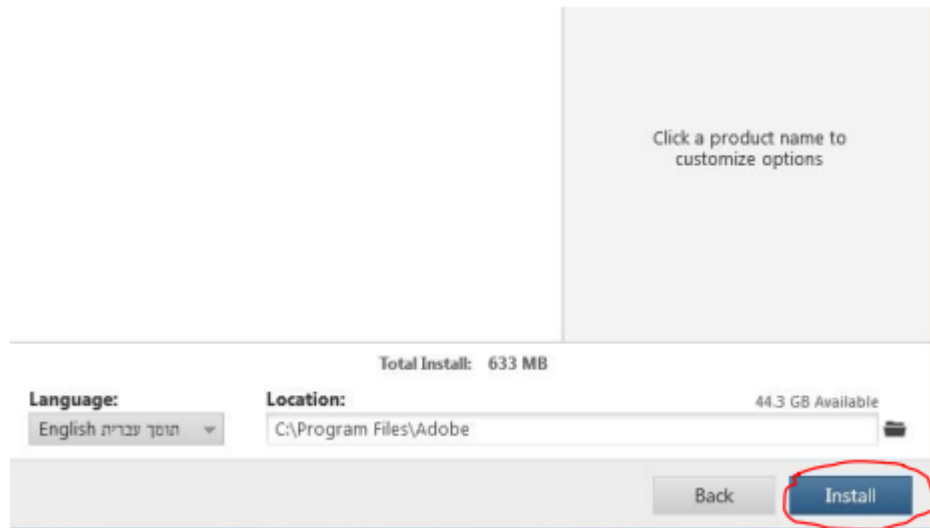 Click a product name to
customize options
Total Install: 633 MB
Language:
Location:
44.3 GB Available
English תומך עברית
C:\Program Files\Adobe
Back
Install